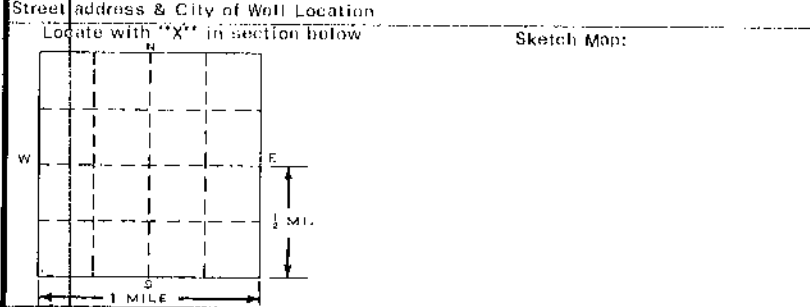 Street address & City of Well Location
Locate with "X" in section below
Sketch Map:
N
W
E
½ MI.
S
1 MILE